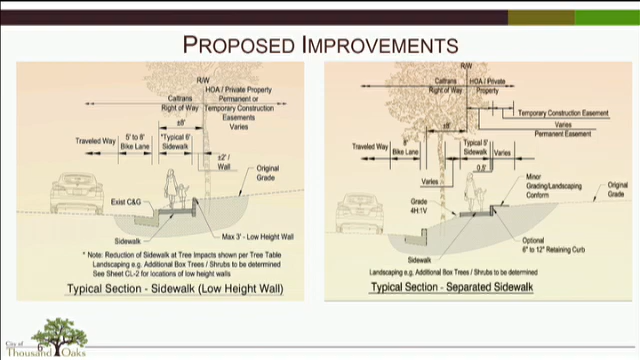 PROPOSED IMPROVEMENTS
R/W
Caltrans
Right of Way
HOA / Private Property
Permanent or
Temporary Construction
Easements
Varies
±8'
Traveled Way
5' to 8'
Bike Lane
*Typical 6'
Sidewalk
±2'/
Wall
Original
Grade
Exist C&G
Sidewalk
Max 3' - Low Height Wall
* Note: Reduction of Sidewalk at Tree Impacts shown per Tree Table
Landscaping e.g. Additional Box Trees / Shrubs to be determined
See Sheet CL-2 for locations of low height walls
Typical Section - Sidewalk (Low Height Wall)
R/W
Caltrans
Right of Way
HOA / Private
Property
Temporary Construction Easement
Varies
Permanent Easement
±8'
Traveled Way
8'
Bike Lane
Typical 5'
Sidewalk
Varies
0.5'
Varies
Minor
Grading/Landscaping
Conform
Original
Grade
Grade
4H:1V
Optional
6" to 12" Retaining Curb
Sidewalk
Landscaping e.g. Additional Box Trees / Shrubs to be determined
Typical Section - Separated Sidewalk
City of
Thousand Oaks